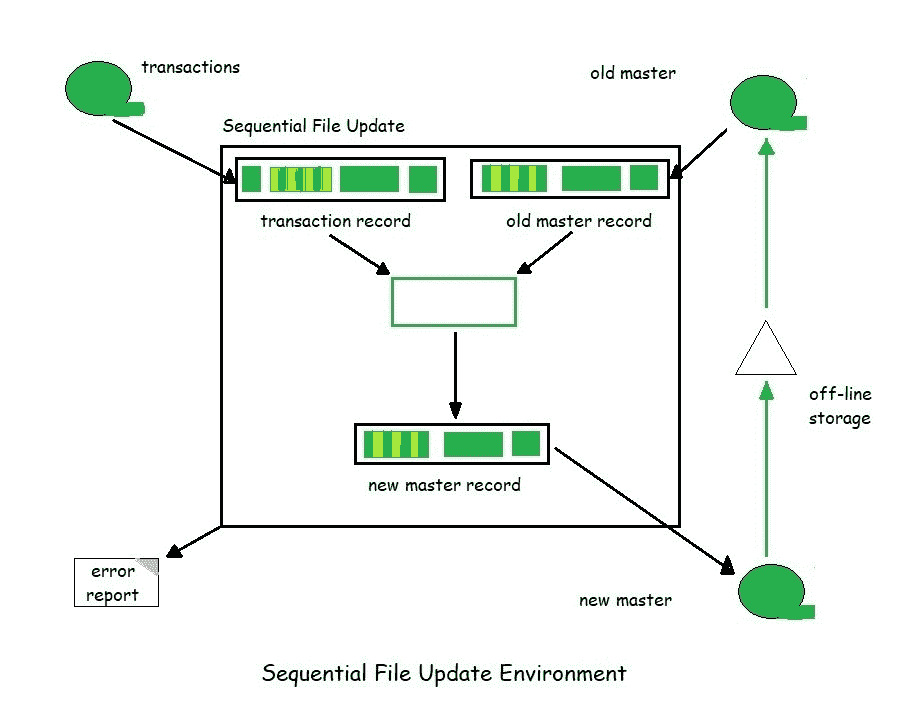 transactions
old master
Sequential File Update
transaction record
old master record
off-line
storage
new master record
error
report
new master
Sequential File Update Environment